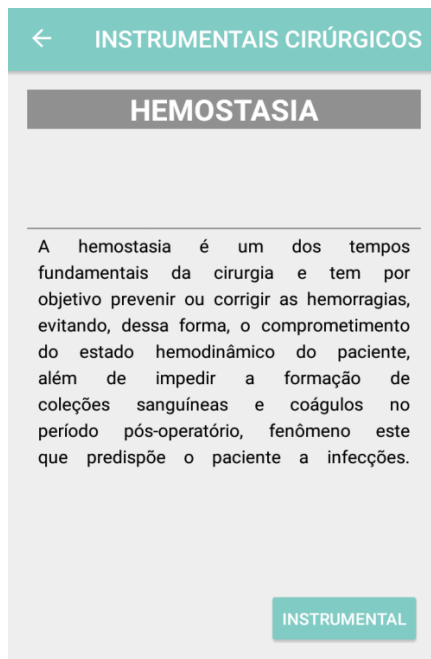 INSTRUMENTAIS CIRÚRGICOS
HEMOSTASIA
A hemostasia é um dos tempos
fundamentais da cirurgia e tem por
objetivo prevenir ou corrigir as hemorragias,
evitando, dessa forma, o comprometimento
do estado hemodinâmico do paciente,
além de impedir a formação de
coleções sanguíneas e coágulos no
período pós-operatório, fenômeno este
que predispõe o paciente a infecções.
INSTRUMENTAL